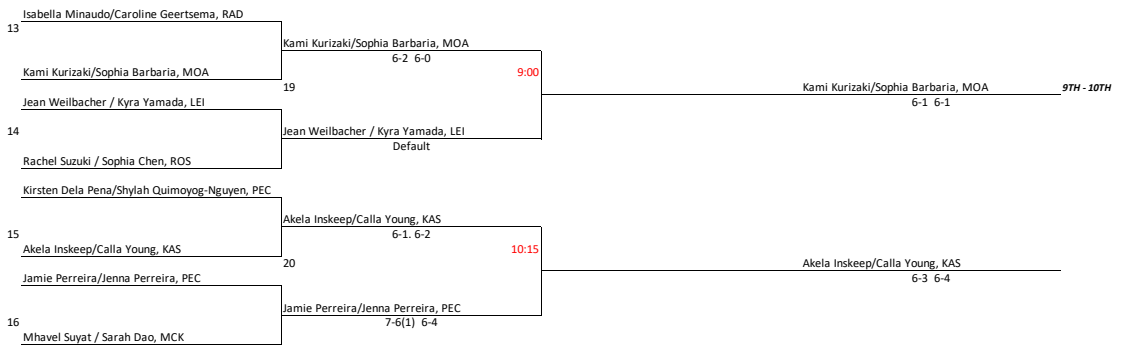 Isabella Minaudo/Caroline Geertsema, RAD
13
Kami Kurizaki/Sophia Barbaria, MOA
6-2 6-0
Kami Kurizaki/Sophia Barbaria, MOA
9:00
19
Kami Kurizaki/Sophia Barbaria, MOA
9TH - 10TH
6-1 6-1
Jean Weilbacher / Kyra Yamada, LEI
14
Jean Weilbacher / Kyra Yamada, LEI
Default
Rachel Suzuki / Sophia Chen, ROS
Kirsten Dela Pena/Shylah Quimoyog-Nguyen, PEC
Akela Inskeep/Calla Young, KAS
6-1. 6-2
15
Akela Inskeep/Calla Young, KAS
10:15
20
Akela Inskeep/Calla Young, KAS
6-3 6-4
Jamie Perreira/Jenna Perreira, PEC
Jamie Perreira/Jenna Perreira, PEC
7-6(1) 6-4
16
Mhavel Suyat / Sarah Dao, MCK